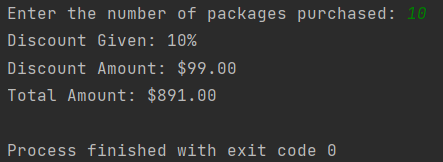 Enter the number of packages purchased: 10
Discount Given: 10%
Discount Amount: $99.00
Total Amount: $891.00
Process finished with exit code 0